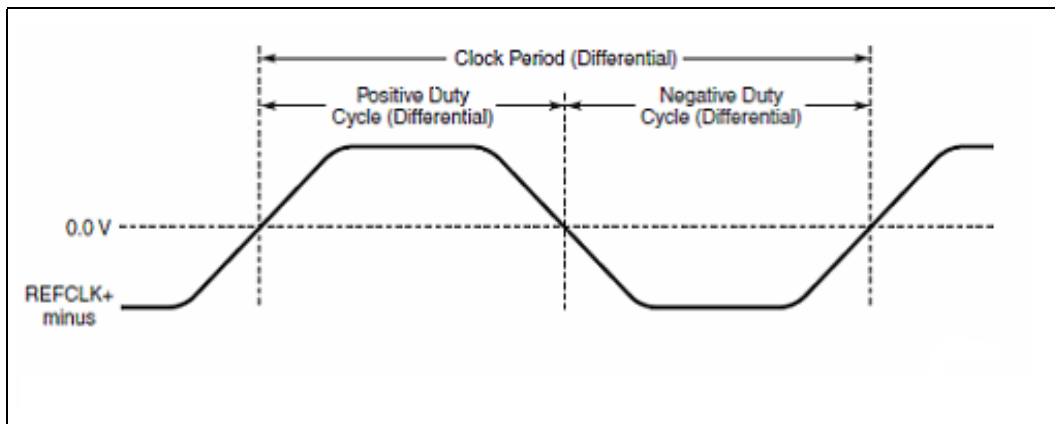 Clock Period (Differential)
Positive Duty
Cycle (Differential)
Negative Duty
Cycle (Differential)
0.0 V
REFCLK+
minus